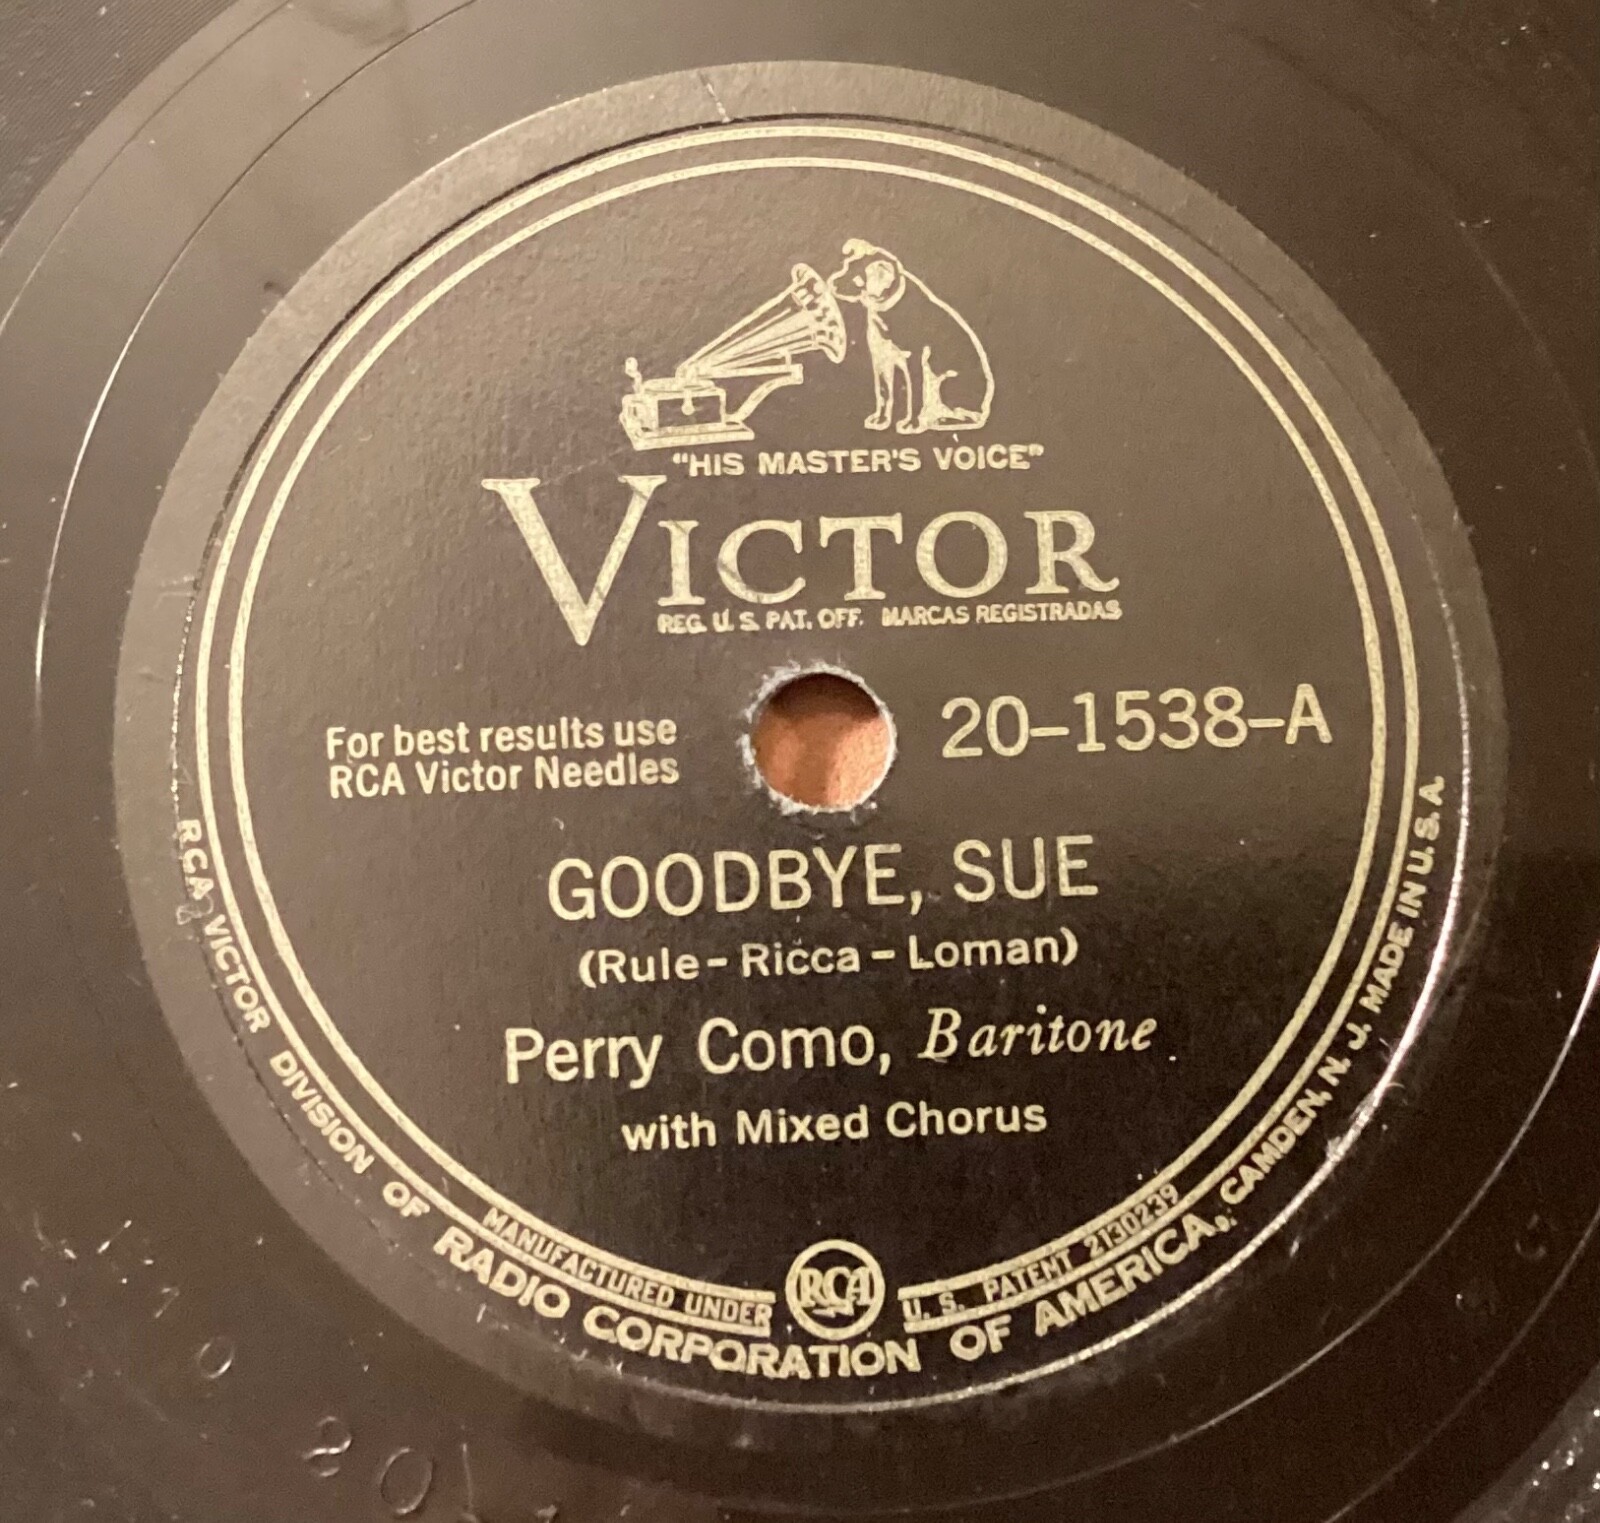 "HIS MASTER'S VOICE"
VICTOR
REG. U. S. PAT. OFF. MARCAS REGISTRADAS
For best results use
RCA Victor Needles
20-1538-A
GOODBYE, SUE
(Rule-Ricca-Loman)
Perry Como, Baritone
with Mixed Chorus
MANUFACTURED UNDER
RCA
U. S. PATENT 2130239
RCA VICTOR DIVISION OF RADIO CORPORATION OF AMERICA, CAMDEN, N. J. MADE IN U. S. A.